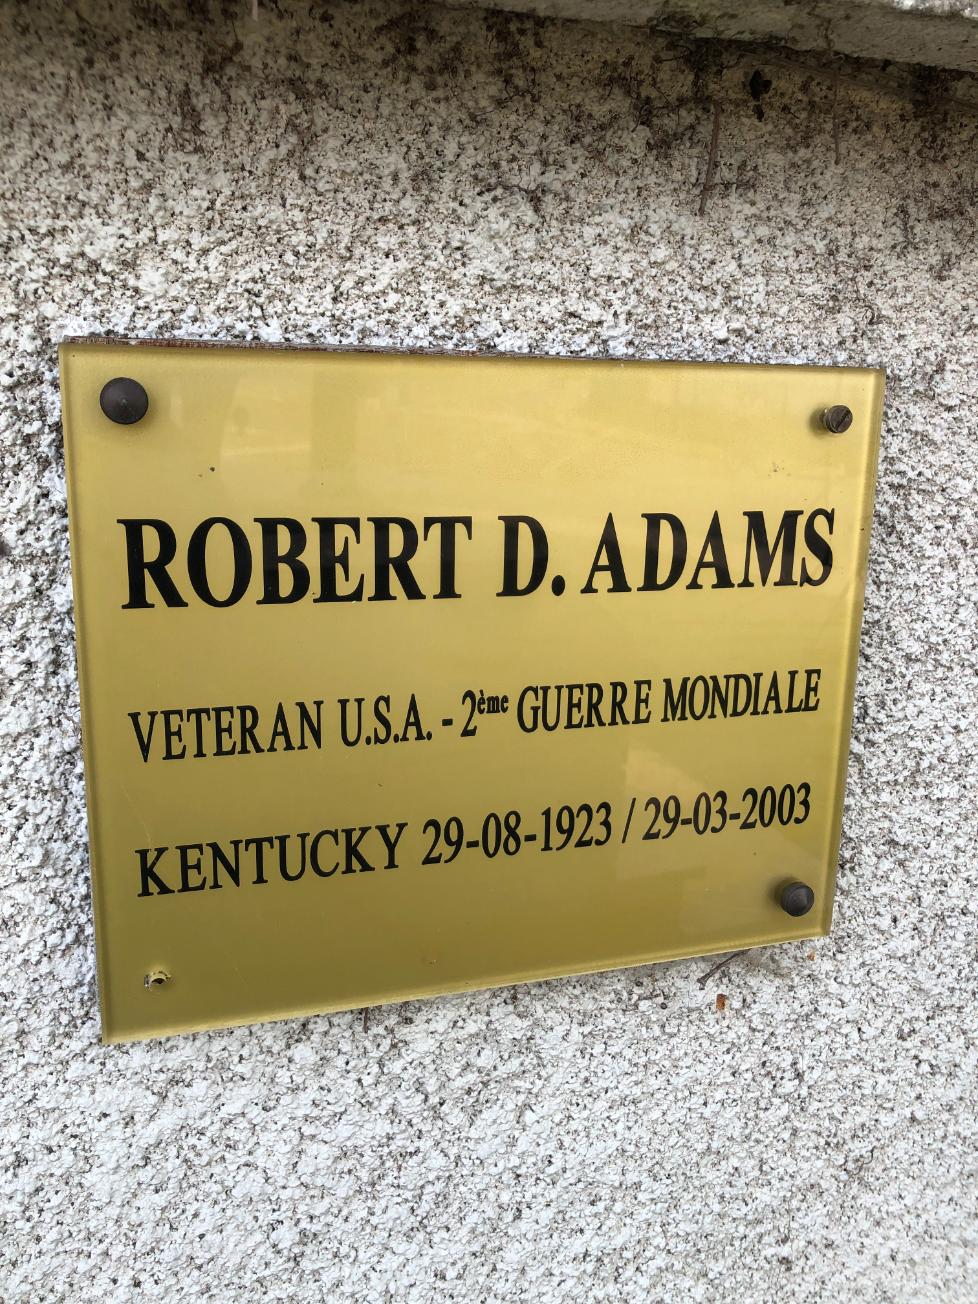 ROBERT D. ADAMS
VETERAN U.S.A. - 2ème GUERRE MONDIALE
KENTUCKY 29-08-1923 / 29-03-2003